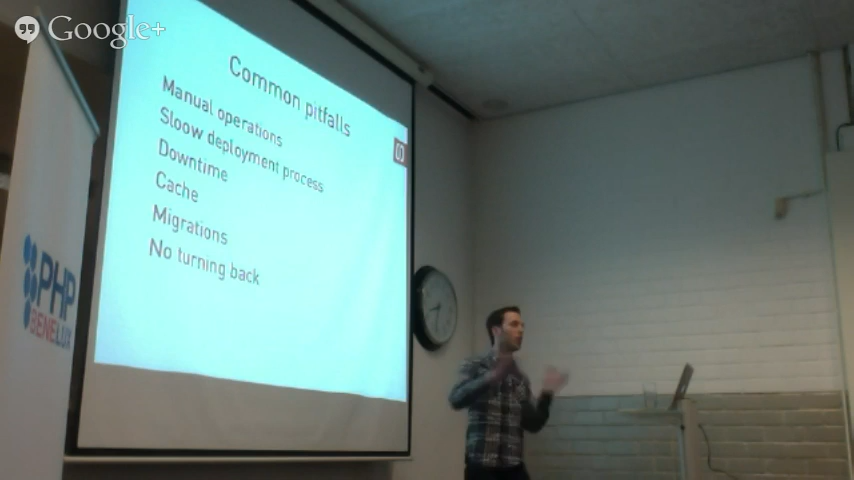 Google+
Common pitfalls
Manual operations
Sloow deployment process
Downtime
Cache
Migrations
No turning back
PHP
BENELUX